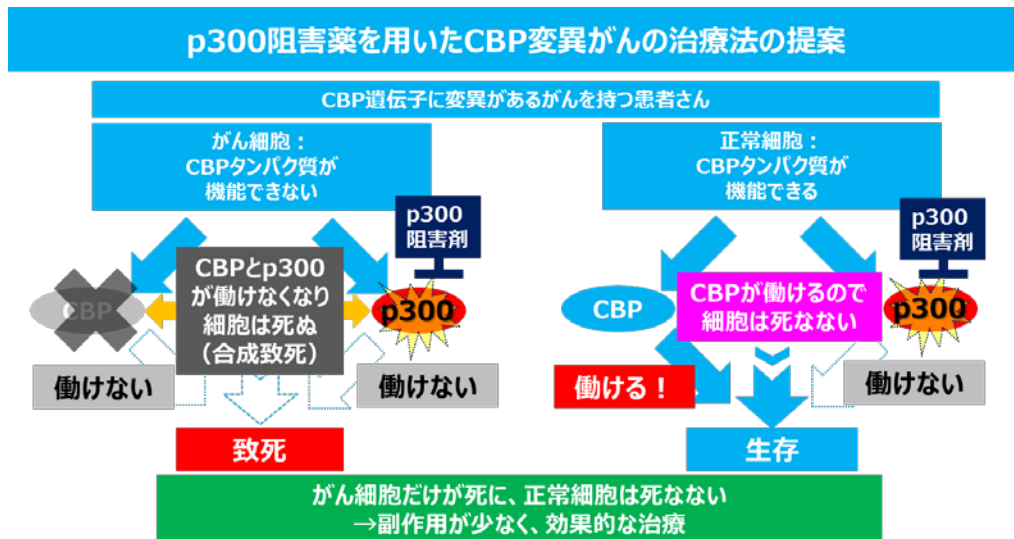 p300阻害薬を用いたCBP変異がんの治療法の提案
CBP遺伝子に変異があるがんを持つ患者さん
がん細胞：
CBPタンパク質が
機能できない
p300
阻害剤
CBP
CBPとp300
が働けなくなり
細胞は死ぬ
（合成致死）
p300
働けない
働けない
致死
正常細胞：
CBPタンパク質が
機能できる
p300
阻害剤
CBP
CBPが働けるので
細胞は死なない
p300
働ける！
働けない
生存
がん細胞だけが死に、正常細胞は死なない
→副作用が少なく、効果的な治療